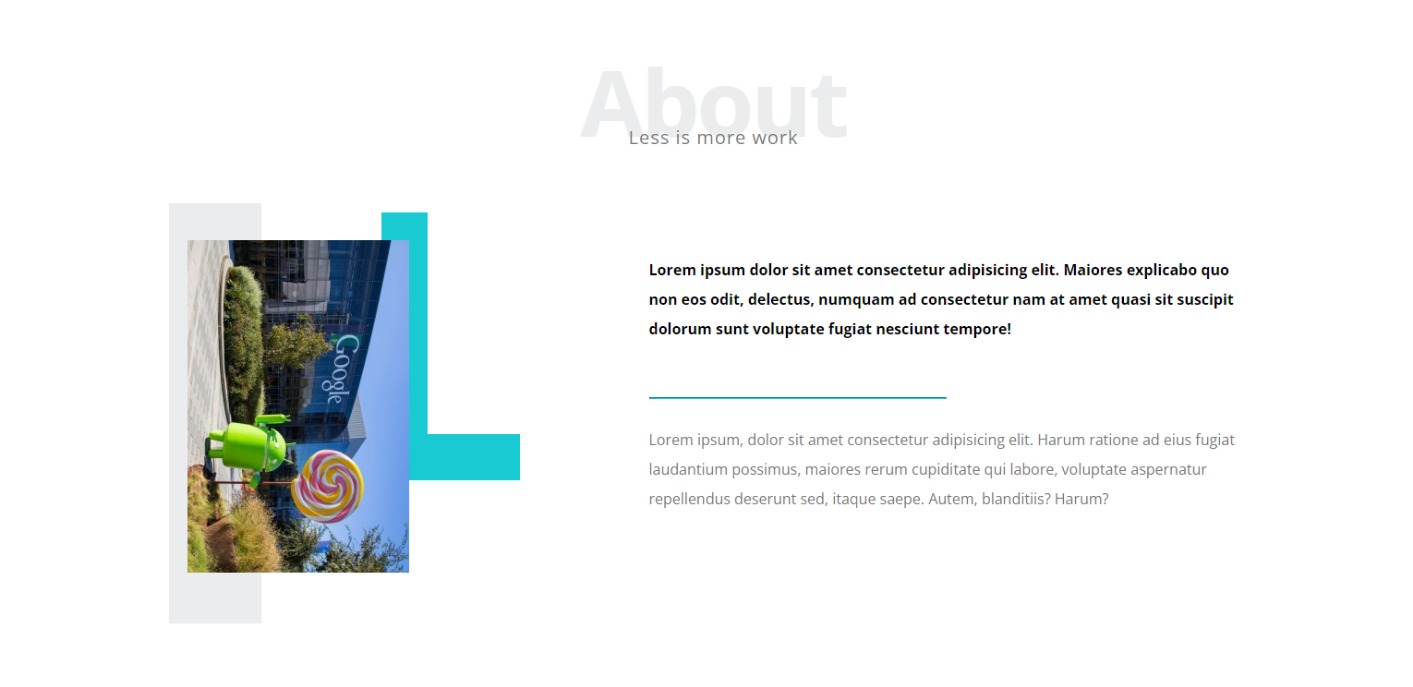 About
Less is more work
Google
Lorem ipsum dolor sit amet consectetur adipisicing elit. Maiores explicabo quo
non eos odit, delectus, numquam ad consectetur nam at amet quasi sit suscipit
dolorum sunt voluptate fugiat nesciunt tempore!
Lorem ipsum, dolor sit amet consectetur adipisicing elit. Harum ratione ad eius fugiat
laudantium possimus, maiores rerum cupiditate qui labore, voluptate aspernatur
repellendus deserunt sed, itaque saepe. Autem, blanditiis? Harum?